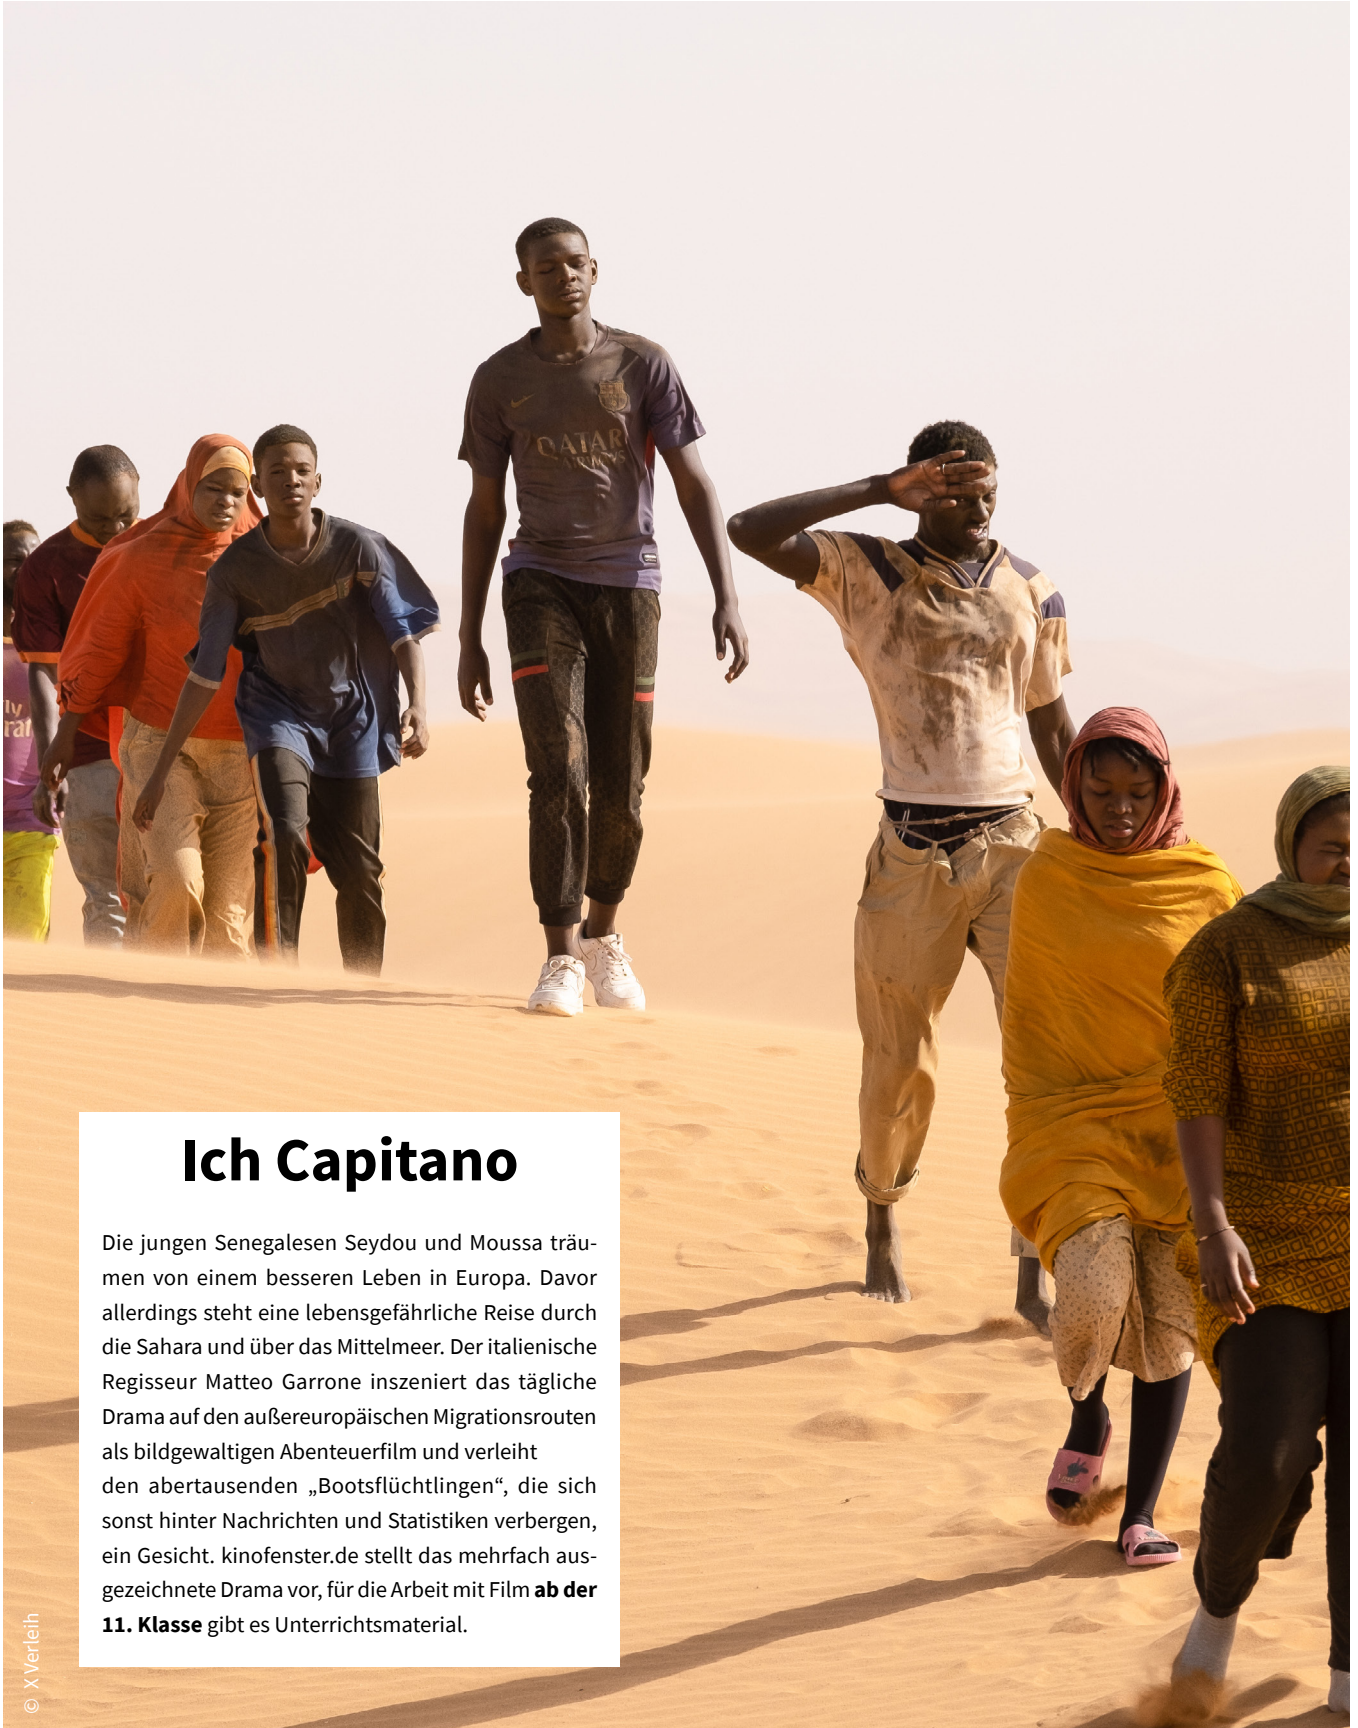 QATAR
Ich Capitano
Die jungen Senegalesen Seydou und Moussa träu-
men von einem besseren Leben in Europa. Davor
allerdings steht eine lebensgefährliche Reise durch
die Sahara und über das Mittelmeer. Der italienische
Regisseur Matteo Garrone inszeniert das tägliche
Drama auf den außereuropäischen Migrationsrouten
als bildgewaltigen Abenteuerfilm und verleiht
den abertausenden „Bootsflüchtlingen“, die sich
sonst hinter Nachrichten und Statistiken verbergen,
ein Gesicht. kinofenster.de stellt das mehrfach aus-
gezeichnete Drama vor, für die Arbeit mit Film ab der
11. Klasse gibt es Unterrichtsmaterial.
© X Verleih